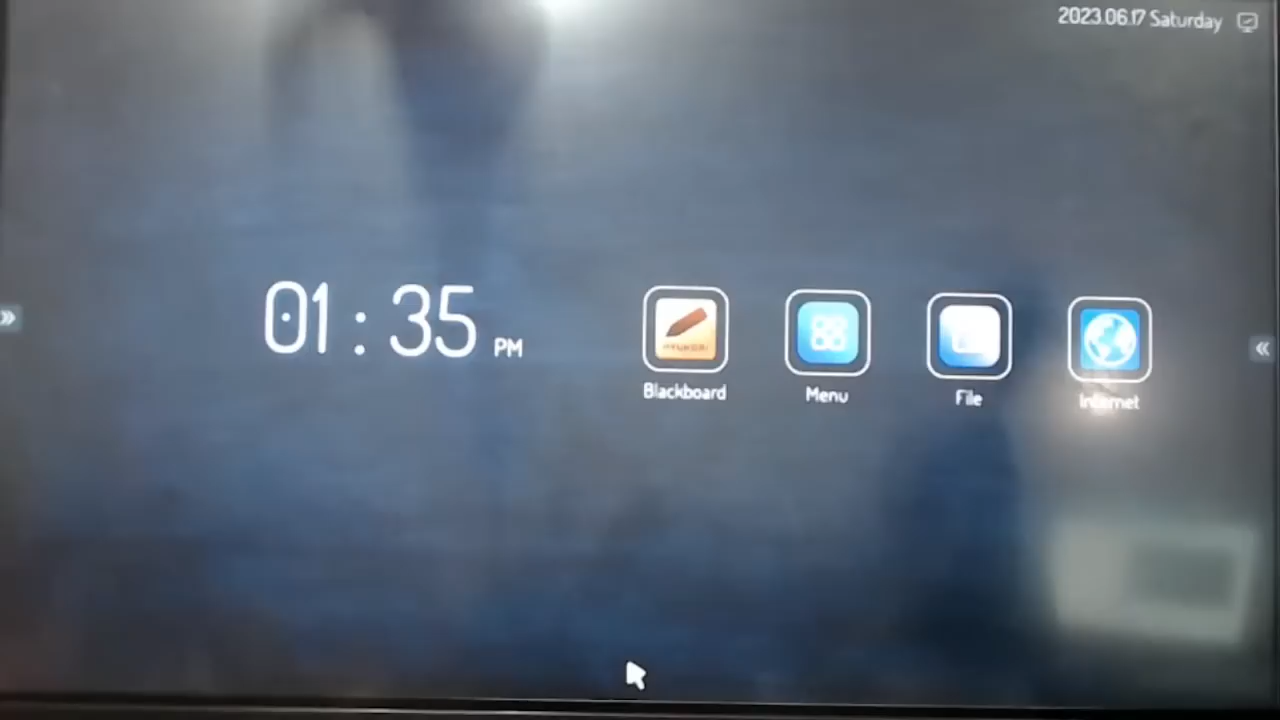 2023.06.17 Saturday
01 : 35 PM
Blackboard
Menu
File
Internet